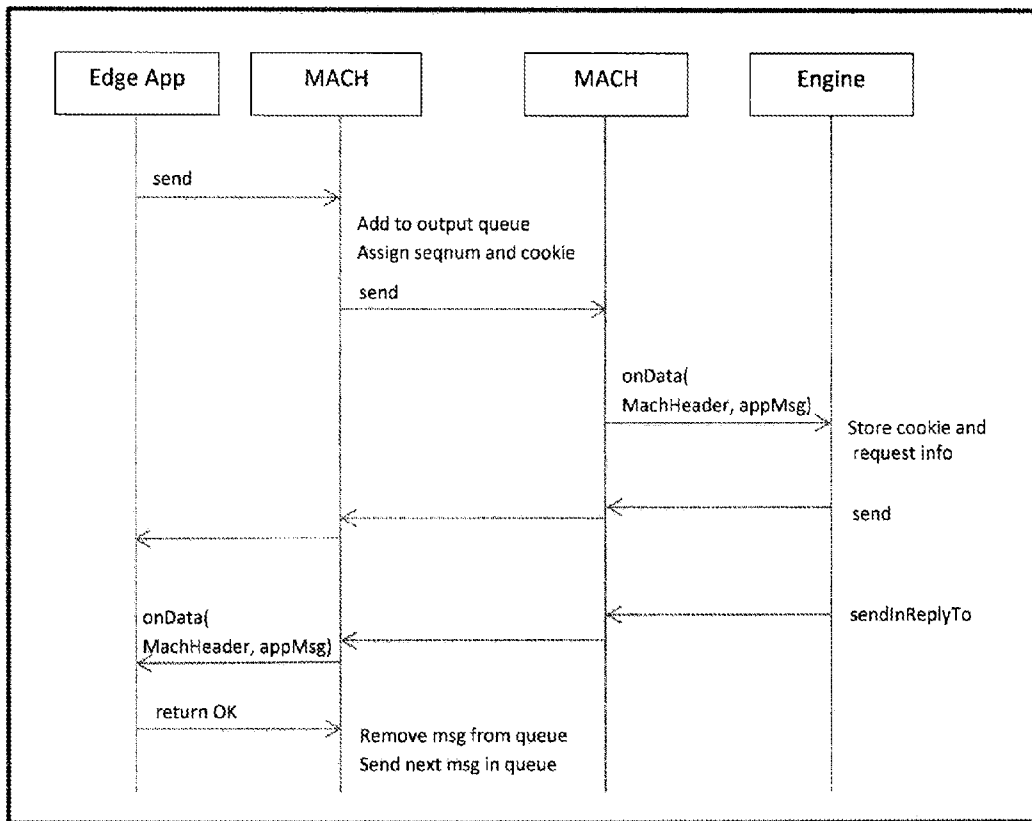 Edge App
MACH
MACH
Engine
send
Add to output queue
Assign seqnum and cookie
send
onData(
MachHeader, appMsg)
Store cookie and
request info
send
sendInReplyTo
onData(
MachHeader, appMsg)
return OK
Remove msg from queue
Send next msg in queue